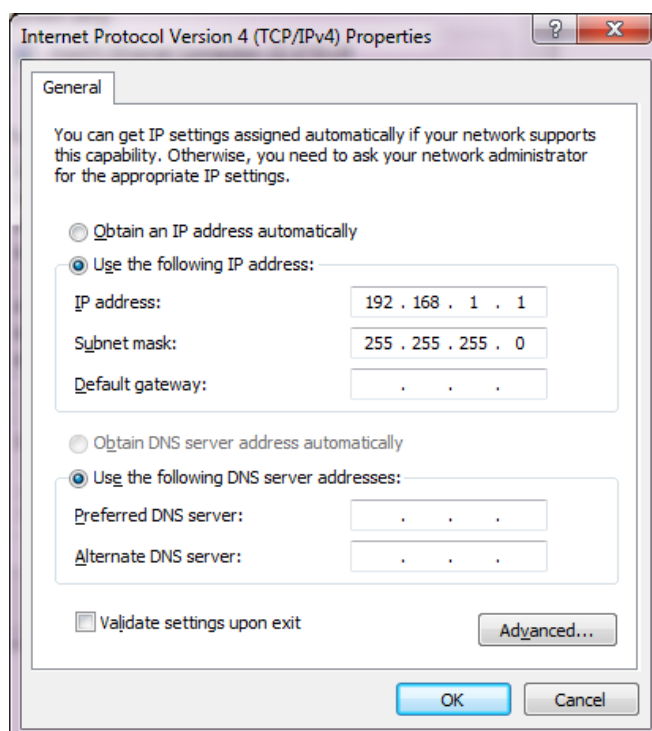 Internet Protocol Version 4 (TCP/IPv4) Properties
General
You can get IP settings assigned automatically if your network supports
this capability. Otherwise, you need to ask your network administrator
for the appropriate IP settings.
Obtain an IP address automatically
Use the following IP address:
IP address: 192 . 168 . 1 . 1
Subnet mask: 255 . 255 . 255 . 0
Default gateway: . . .
Obtain DNS server address automatically
Use the following DNS server addresses:
Preferred DNS server: . . .
Alternate DNS server: . . .
Validate settings upon exit
Advanced...
OK Cancel